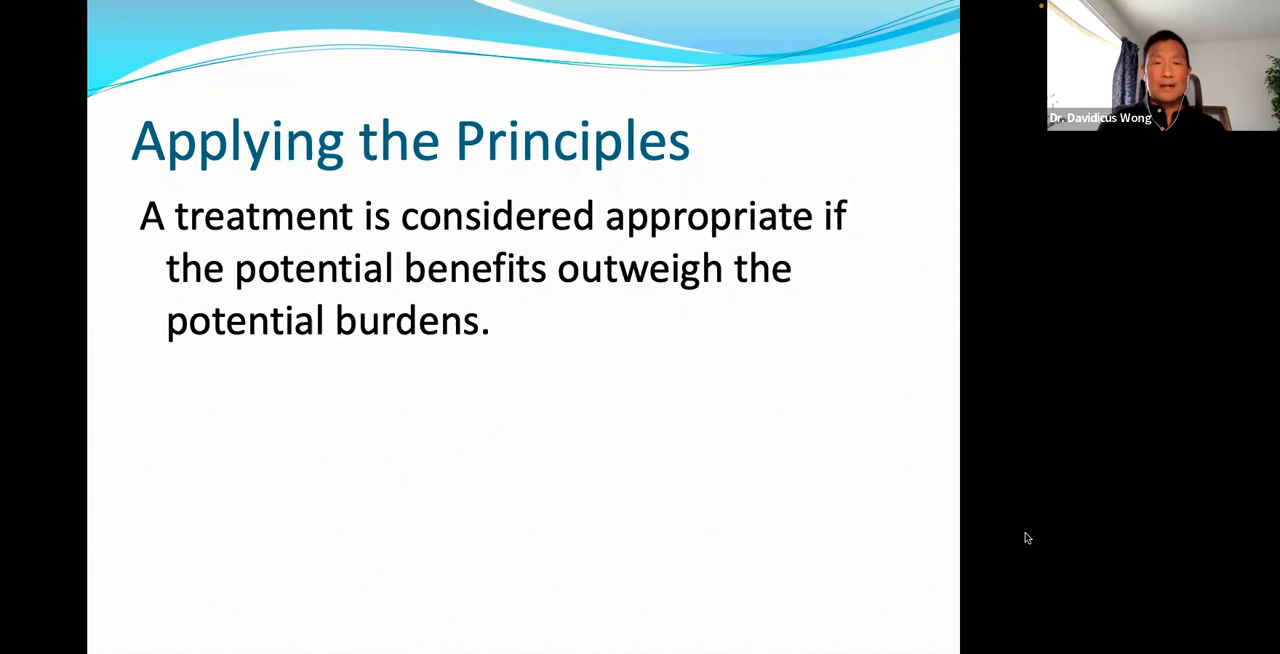 Applying the Principles
A treatment is considered appropriate if
the potential benefits outweigh the
potential burdens.
Dr. Davidicus Wong